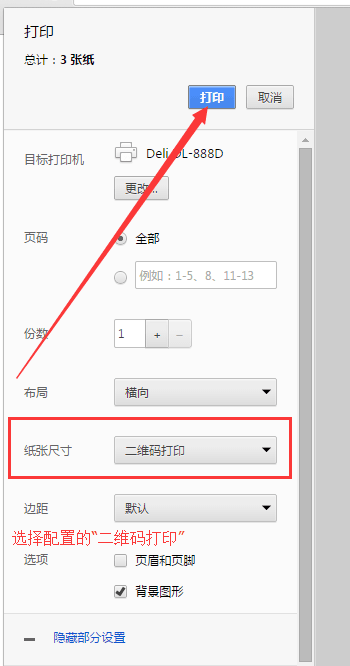 打印
总计：3 张纸
打印 取消
目标打印机 Deli DL-888D
更改...
页码 全部
例如：1-5、8、11-13
份数 1 + −
布局 横向
纸张尺寸 二维码打印
边距 默认
选择配置的“二维码打印”
选项 页眉和页脚
背景图形
隐藏部分设置